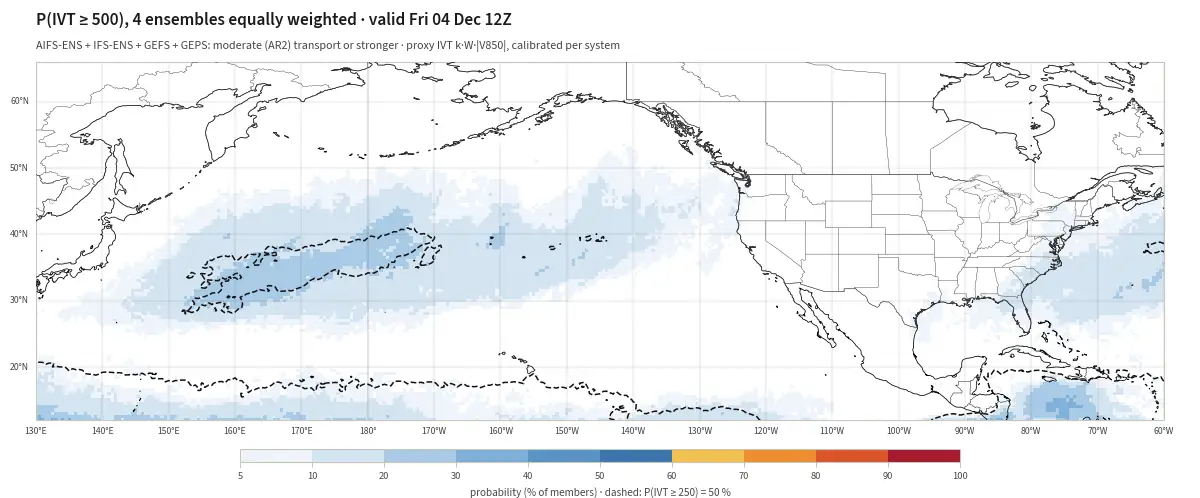 P(IVT ≥ 500), 4 ensembles equally weighted · valid Fri 04 Dec 12Z
AIFS-ENS + IFS-ENS + GEFS + GEPS: moderate (AR2) transport or stronger · proxy IVT k·W·|V850|, calibrated per system
60°N
50°N
40°N
30°N
20°N
130°E 140°E 150°E 160°E 170°E 180° 170°W 160°W 150°W 140°W 130°W 120°W 110°W 100°W 90°W 80°W 70°W 60°W
5 10 20 30 40 50 60 70 80 90 100
probability (% of members) · dashed: P(IVT ≥ 250) = 50 %